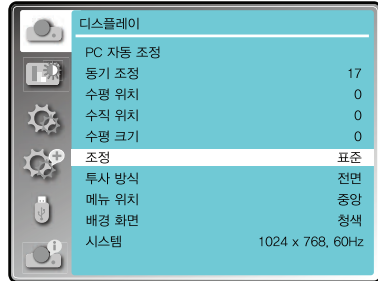 디스플레이
PC 자동 조정
동기 조정 17
수평 위치 0
수직 위치 0
수평 크기 0
조정 표준
투사 방식 전면
메뉴 위치 중앙
배경 화면 청색
시스템 1024 x 768, 60Hz